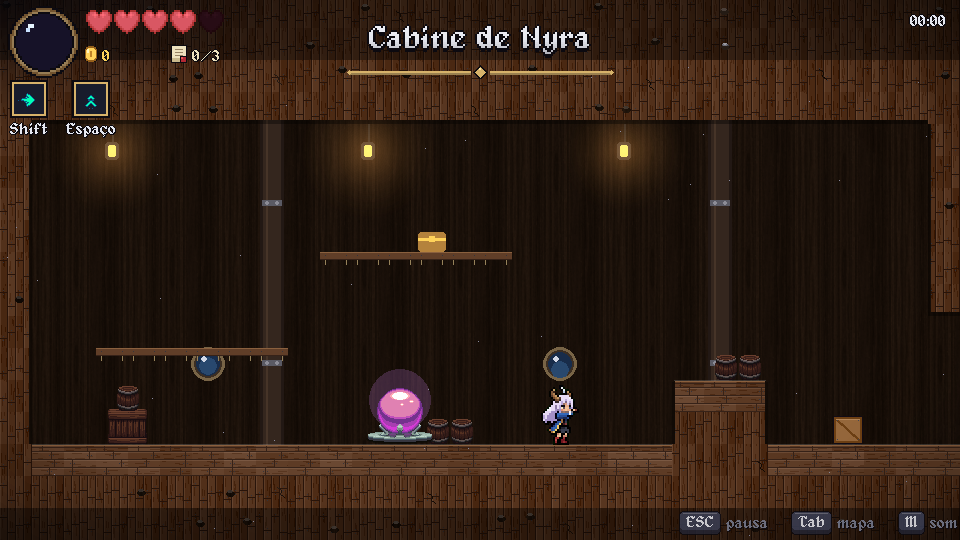 Cabine de Nyra
00:00
0
0/3
Shift
Espaço
ESC pausa
Tab mapa
M som